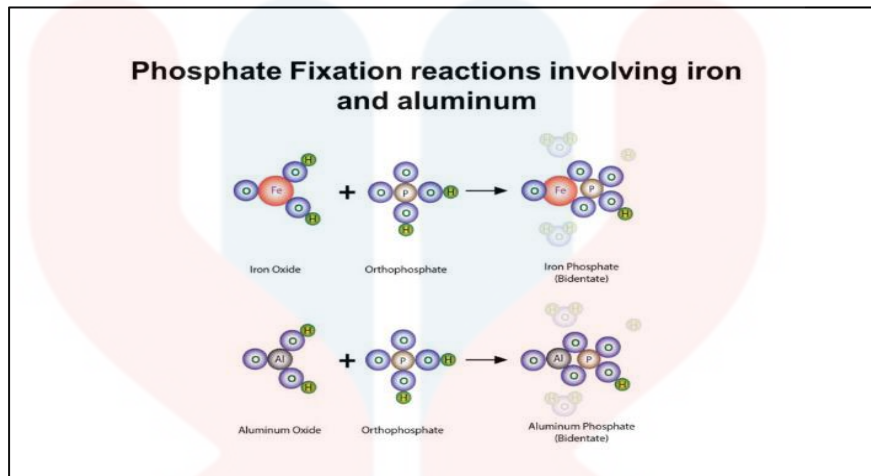 Phosphate Fixation reactions involving iron
and aluminum
H
O
O
Fe
O
H
+
O
O
P
O
H
O
H
H
H
O
H
O
O
Fe
P
O
O
H
O
H
H
Iron Oxide
Orthophosphate
Iron Phosphate
(Bidentate)
H
O
O
Al
O
H
+
O
O
P
O
H
O
H
H
H
O
H
O
O
O
Al
P
O
O
H
O
H
H
Aluminum Oxide
Orthophosphate
Aluminum Phosphate
(Bidentate)